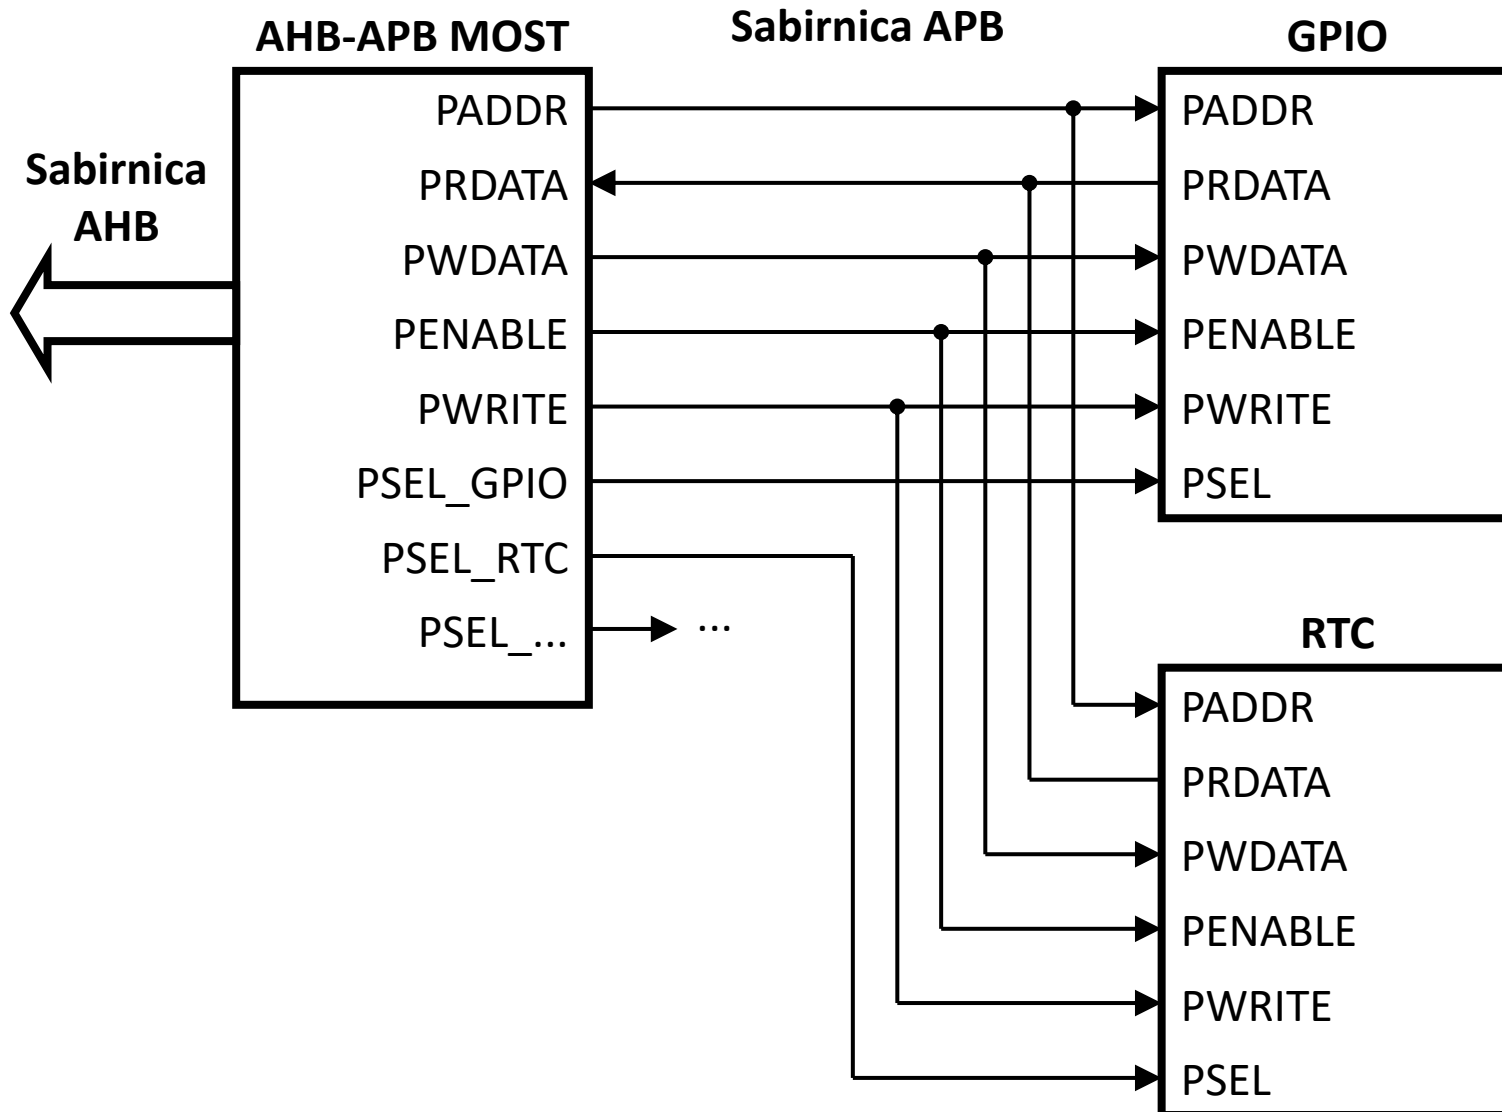 AHB-APB MOST
Sabirnica APB
GPIO
Sabirnica
AHB
PADDR
PRDATA
PWDATA
PENABLE
PWRITE
PSEL_GPIO
PSEL_RTC
PSEL_...
...
PADDR
PRDATA
PWDATA
PENABLE
PWRITE
PSEL
RTC
PADDR
PRDATA
PWDATA
PENABLE
PWRITE
PSEL